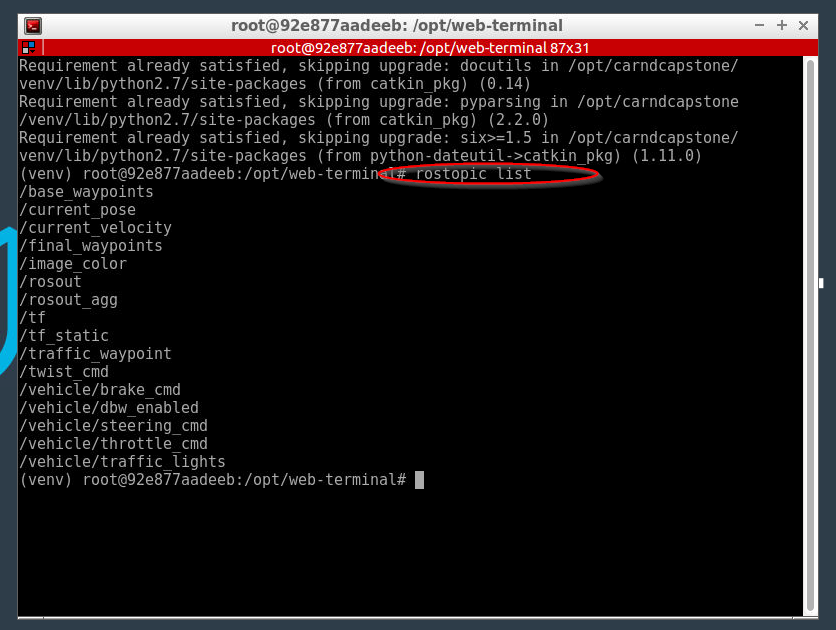 root@92e877aadeeb: /opt/web-terminal
root@92e877aadeeb: /opt/web-terminal 87x31
Requirement already satisfied, skipping upgrade: docutils in /opt/carndcapstone/
venv/lib/python2.7/site-packages (from catkin_pkg) (0.14)
Requirement already satisfied, skipping upgrade: pyparsing in /opt/carndcapstone
/venv/lib/python2.7/site-packages (from catkin_pkg) (2.2.0)
Requirement already satisfied, skipping upgrade: six>=1.5 in /opt/carndcapstone/
venv/lib/python2.7/site-packages (from python-dateutil->catkin_pkg) (1.11.0)
(venv) root@92e877aadeeb:/opt/web-terminal# rostopic list
/base_waypoints
/current_pose
/current_velocity
/final_waypoints
/image_color
/rosout
/rosout_agg
/tf
/tf_static
/traffic_waypoint
/twist_cmd
/vehicle/brake_cmd
/vehicle/dbw_enabled
/vehicle/steering_cmd
/vehicle/throttle_cmd
/vehicle/traffic_lights
(venv) root@92e877aadeeb:/opt/web-terminal#